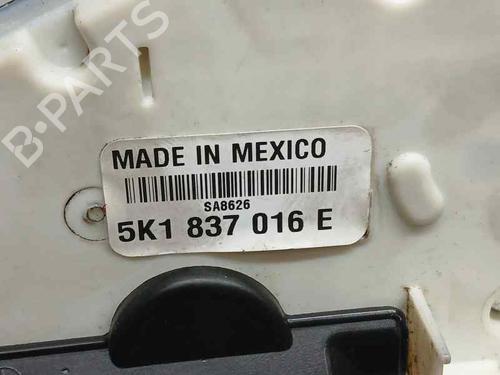 B-PARTS
MADE IN MEXICO
SA8626
5K1 837 016 E